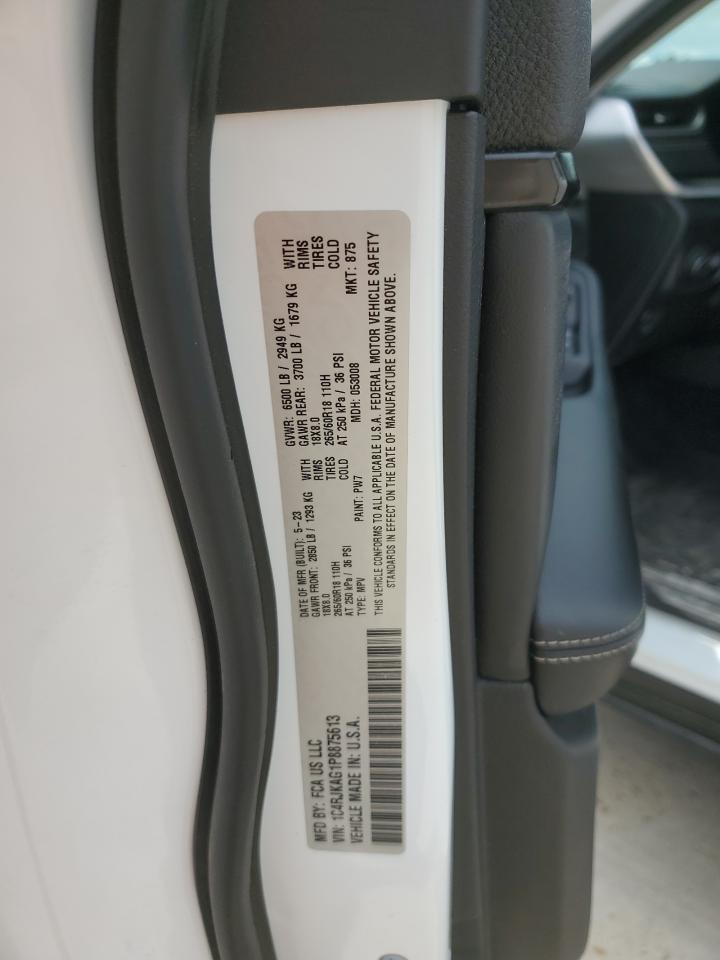 MFD BY: FCA US LLC
DATE OF MFR (BUILT): 5-23
GVWR: 6500 LB / 2949 KG
GAWR FRONT: 2850 LB / 1293 KG WITH
GAWR REAR: 3700 LB / 1679 KG WITH
18X8.0 RIMS
18X8.0 RIMS
265/60R18 110H TIRES
265/60R18 110H TIRES
AT 250 kPa / 36 PSI COLD
AT 250 kPa / 36 PSI COLD
VIN: 1C4RJKAG1P8875613
TYPE: MPV
PAINT: PW7
MDH: 053008
MKT: 875
VEHICLE MADE IN: U.S.A.
THIS VEHICLE CONFORMS TO ALL APPLICABLE U.S.A. FEDERAL MOTOR VEHICLE SAFETY
STANDARDS IN EFFECT ON THE DATE OF MANUFACTURE SHOWN ABOVE.